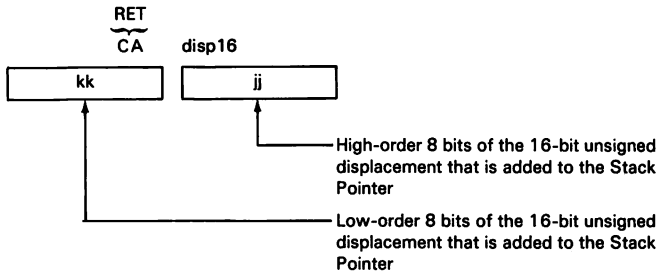 RET
CA disp16
kk jj
High-order 8 bits of the 16-bit unsigned
displacement that is added to the Stack
Pointer
Low-order 8 bits of the 16-bit unsigned
displacement that is added to the Stack
Pointer